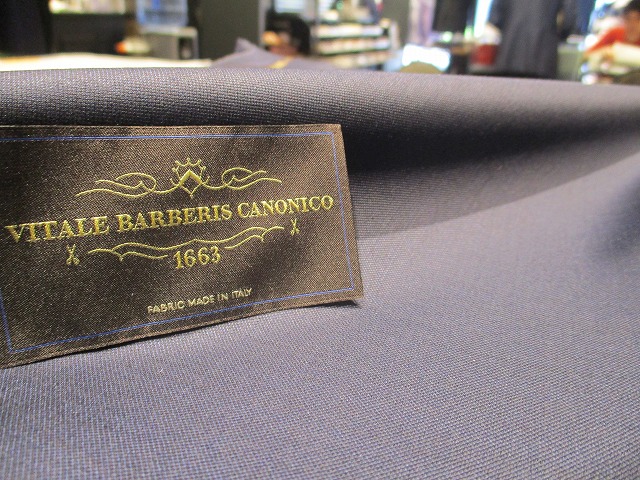 VITALE BARBERIS CANONICO
1663
FABRIC MADE IN ITALY